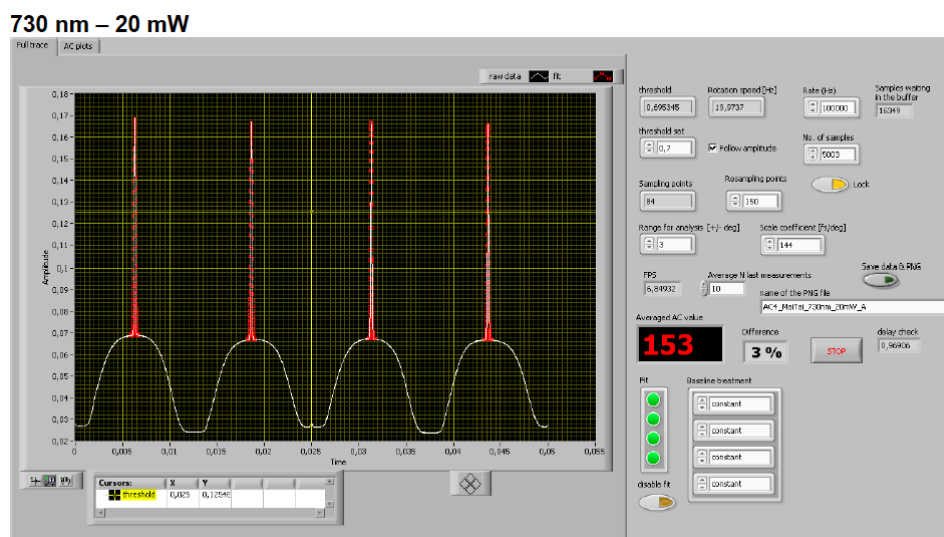 730 nm – 20 mW
Full trace
AC plots
raw data
fit
0,18
0,17
0,16
0,15
0,14
0,13
0,12
0,11
0,1
0,09
0,08
0,07
0,06
0,05
0,04
0,03
0,02
Amplitude
0
0,005
0,01
0,015
0,02
0,025
0,03
0,035
0,04
0,045
0,05
0,055
Time
Cursors:
X
Y
threshold
0,025
0,12548
threshold
Rotation speed [Hz]
Rate (Hz)
Samples waiting
in the buffer
0,695345
19,9737
100000
16349
threshold set
No. of samples
0,7
Follow amplitude
5003
Sampling points
Resampling points
Lock
84
150
Range for analysis [+/- deg]
Scale coefficient [fs/deg]
3
144
FPS
Average N last measurements
Save data & PNG
6,84932
10
name of the PNG file
AC4_MaiTai_730nm_20mW_A
Averaged AC value
Difference
delay check
153
3 %
STOP
0,96906
Fit
Baseline treatment
constant
constant
constant
constant
disable fit